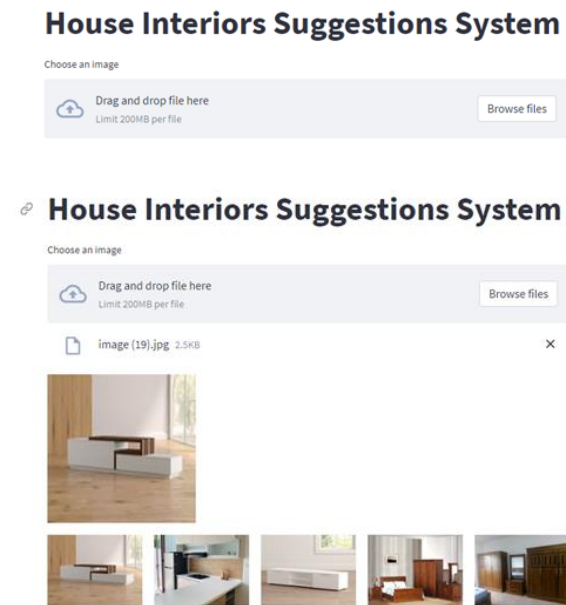 House Interiors Suggestions System
Choose an image
Drag and drop file here
Limit 200MB per file
Browse files
House Interiors Suggestions System
Choose an image
Drag and drop file here
Limit 200MB per file
Browse files
image (19).jpg 2.5KB